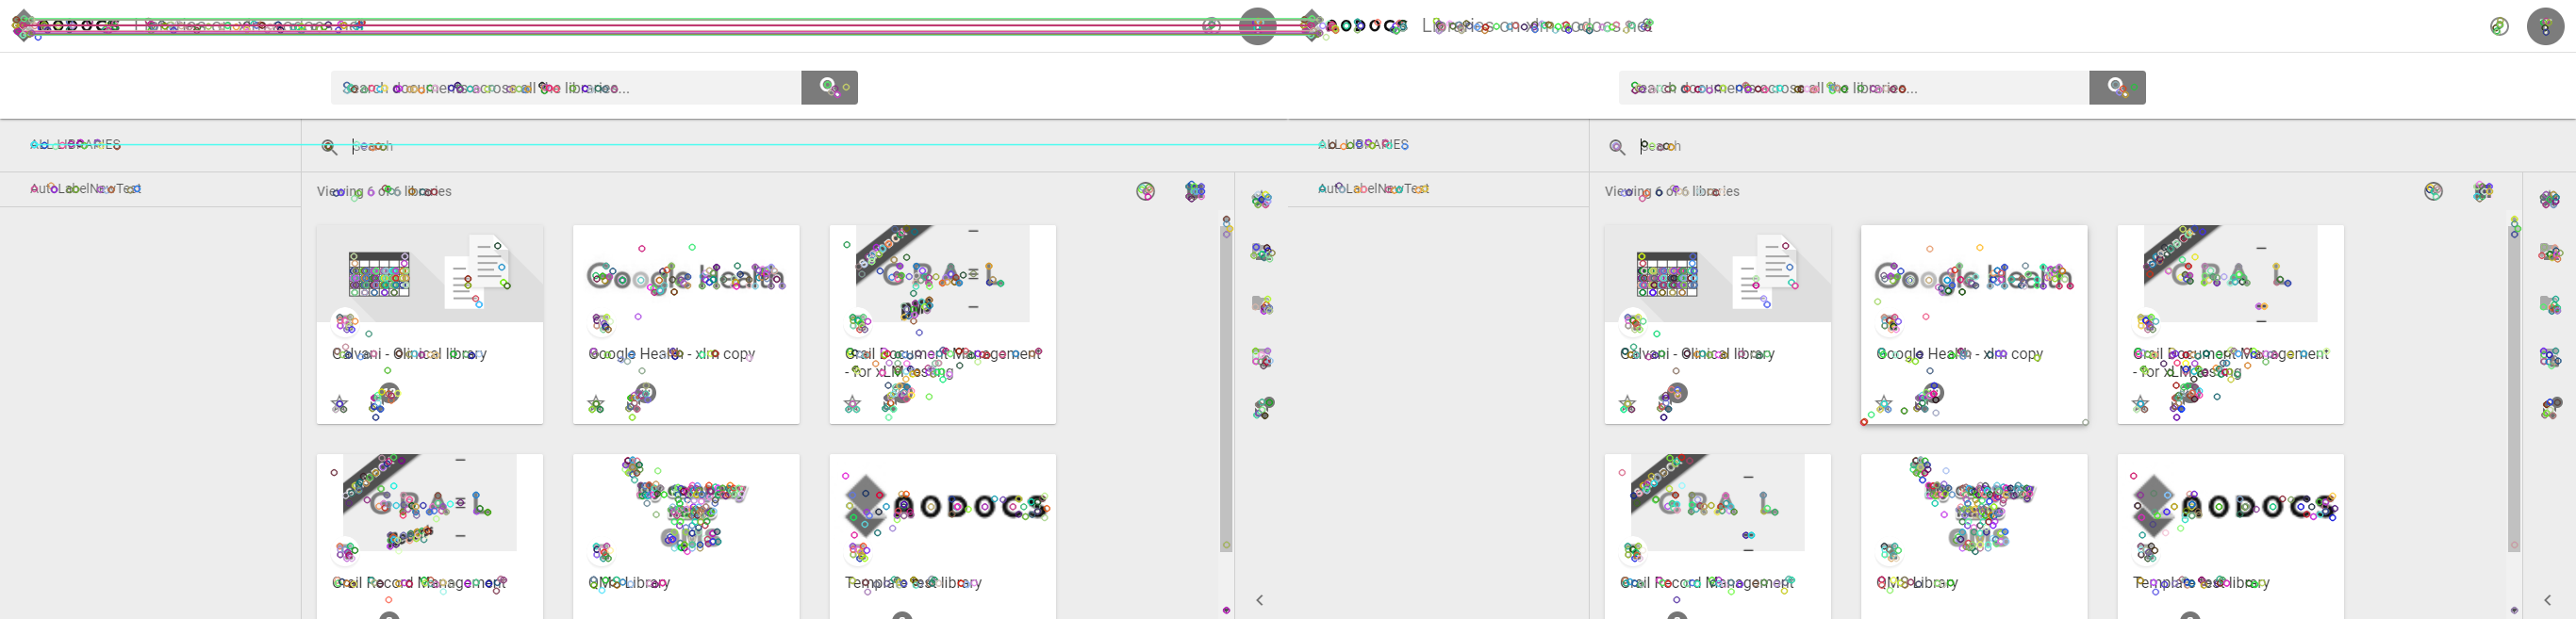 AODOCS Libraries on xlm.aodocs.net
AODOCS Libraries on xlm.aodocs.net
Search documents across all the libraries...
Search documents across all the libraries...
ALL LIBRARIES
Search
ALL LIBRARIES
Search
AutoLabelNewTest
Viewing 6 of 6 libraries
AutoLabelNewTest
Viewing 6 of 6 libraries
Google Health
SANDBOX
GRAIL
Google Health
SANDBOX
GRAIL
Galvani - Clinical library
Google Health - xlm copy
Grail Document Management
- for xLM testing
Galvani - Clinical library
Google Health - xlm copy
Grail Document Management
- for xLM testing
SANDBOX
GRAIL
QMS
AODOCS
SANDBOX
GRAIL
QMS
AODOCS
Grail Record Management
QMS Library
Template test library
Grail Record Management
QMS Library
Template test library